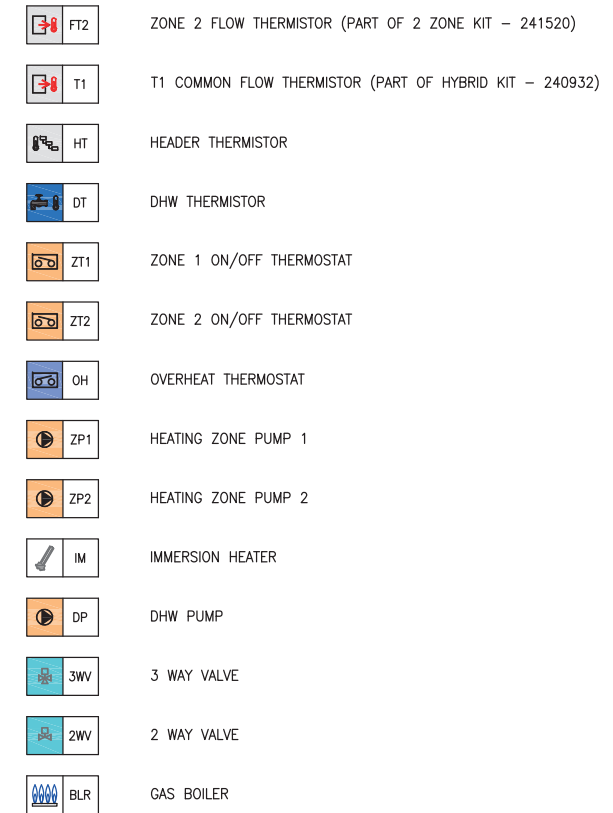 FT2 ZONE 2 FLOW THERMISTOR (PART OF 2 ZONE KIT – 241520)
T1 T1 COMMON FLOW THERMISTOR (PART OF HYBRID KIT – 240932)
HT HEADER THERMISTOR
DT DHW THERMISTOR
ZT1 ZONE 1 ON/OFF THERMOSTAT
ZT2 ZONE 2 ON/OFF THERMOSTAT
OH OVERHEAT THERMOSTAT
ZP1 HEATING ZONE PUMP 1
ZP2 HEATING ZONE PUMP 2
IM IMMERSION HEATER
DP DHW PUMP
3WV 3 WAY VALVE
2WV 2 WAY VALVE
BLR GAS BOILER